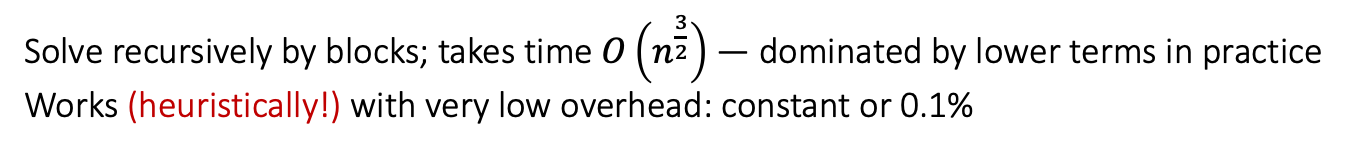 Solve recursively by blocks; takes time O(n^{3/2}) — dominated by lower terms in practice
Works (heuristically!) with very low overhead: constant or 0.1%